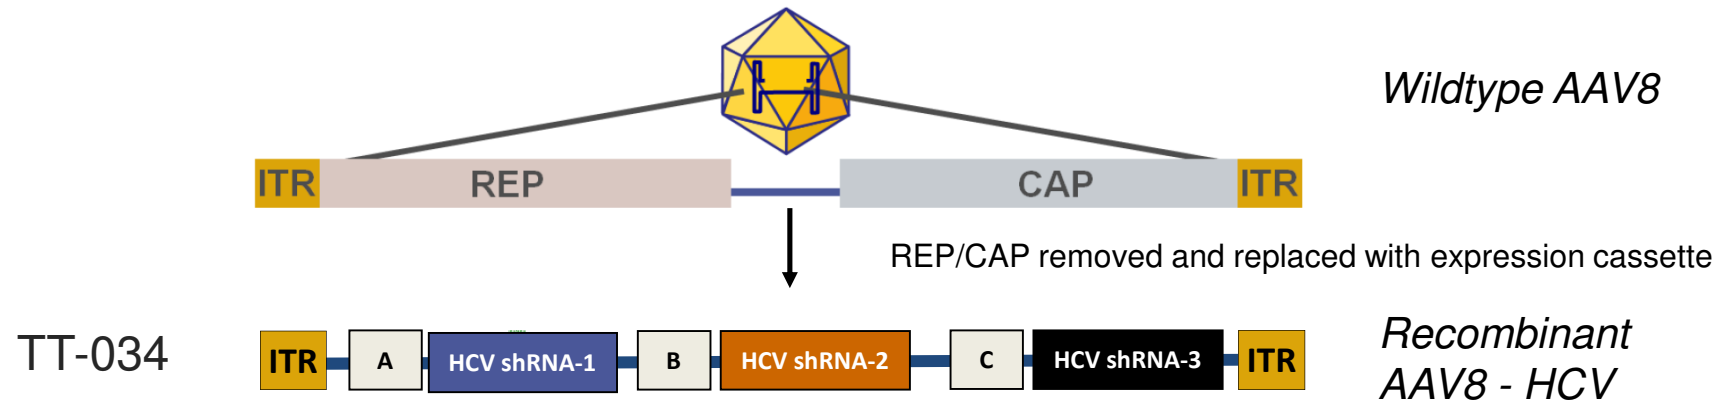 Wildtype AAV8
ITR REP CAP ITR
REP/CAP removed and replaced with expression cassette
TT-034
ITR A HCV shRNA-1 B HCV shRNA-2 C HCV shRNA-3 ITR
Recombinant
AAV8 - HCV